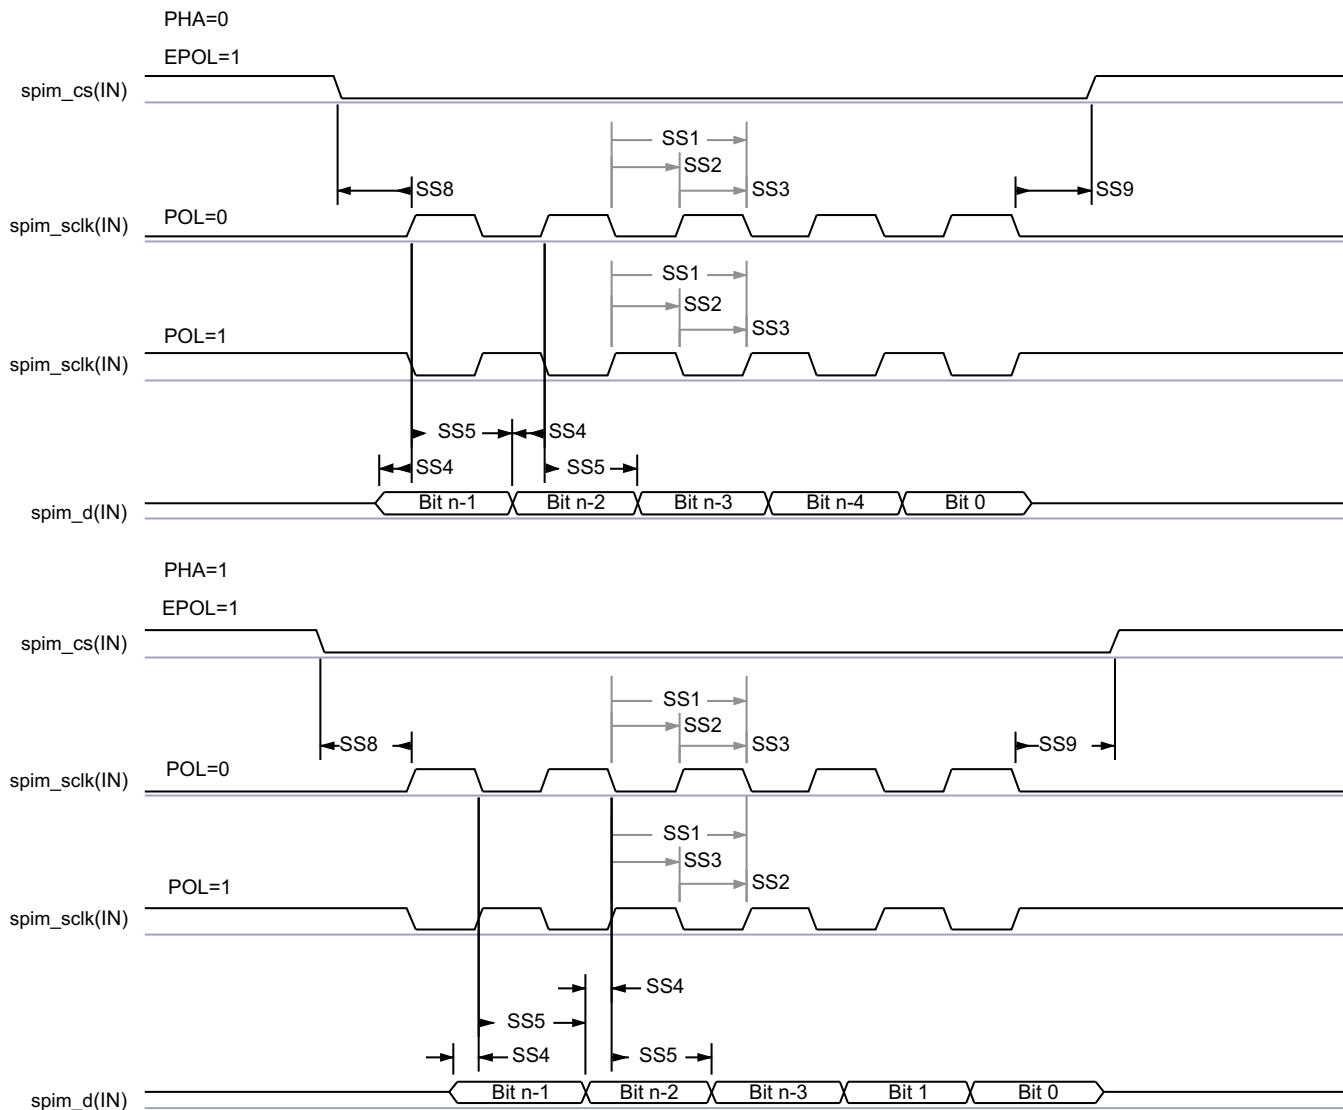 PHA=0
EPOL=1
spim_cs(IN)
SS1
SS2
SS8
SS3
SS9
POL=0
spim_sclk(IN)
SS1
SS2
SS3
POL=1
spim_sclk(IN)
SS5
SS4
SS4
SS5
Bit n-1
Bit n-2
Bit n-3
Bit n-4
Bit 0
spim_d(IN)
PHA=1
EPOL=1
spim_cs(IN)
SS1
SS2
SS8
SS3
SS9
POL=0
spim_sclk(IN)
SS1
SS3
SS2
POL=1
spim_sclk(IN)
SS4
SS5
SS4
SS5
Bit n-1
Bit n-2
Bit n-3
Bit 1
Bit 0
spim_d(IN)